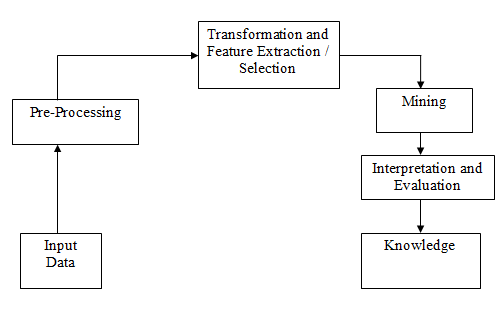 Transformation and
Feature Extraction /
Selection
Pre-Processing
Mining
Interpretation and
Evaluation
Input
Data
Knowledge